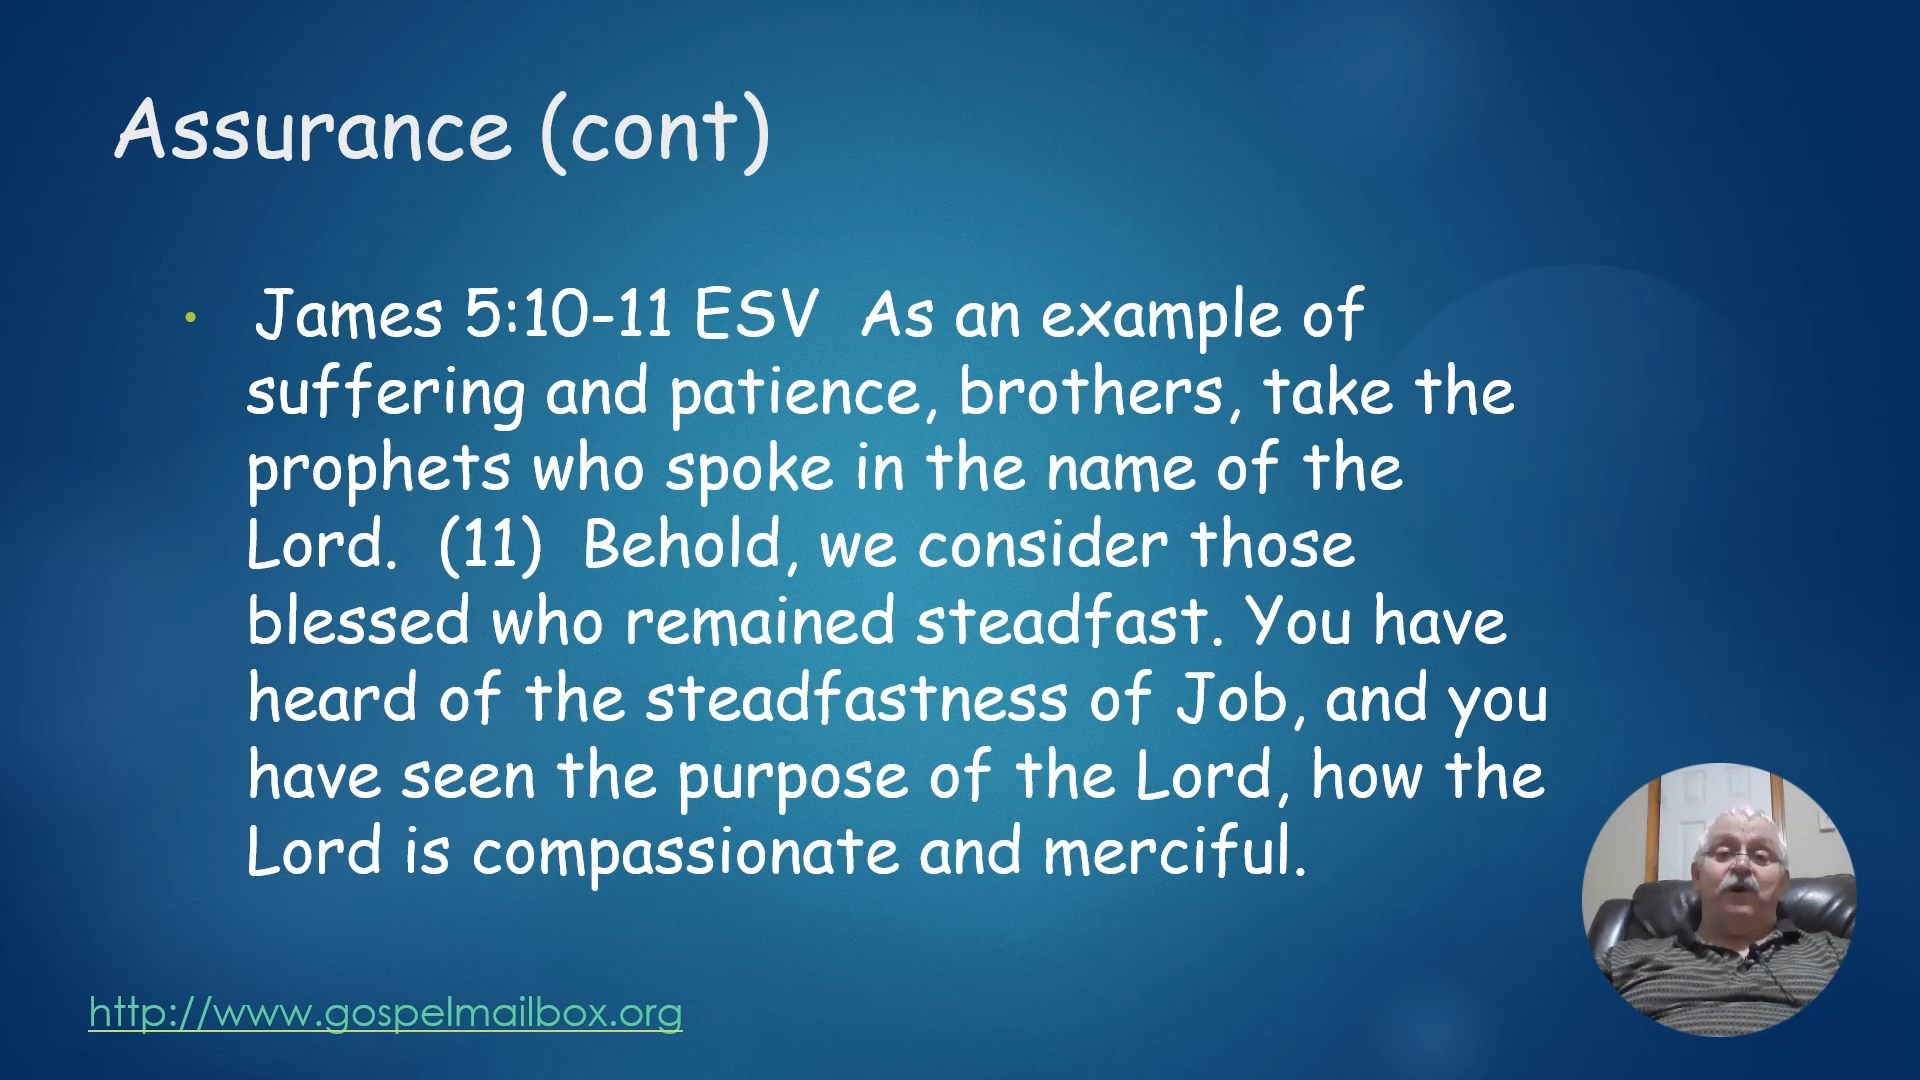 Assurance (cont)
• James 5:10-11 ESV  As an example of
suffering and patience, brothers, take the
prophets who spoke in the name of the
Lord.  (11)  Behold, we consider those
blessed who remained steadfast. You have
heard of the steadfastness of Job, and you
have seen the purpose of the Lord, how the
Lord is compassionate and merciful.
http://www.gospelmailbox.org